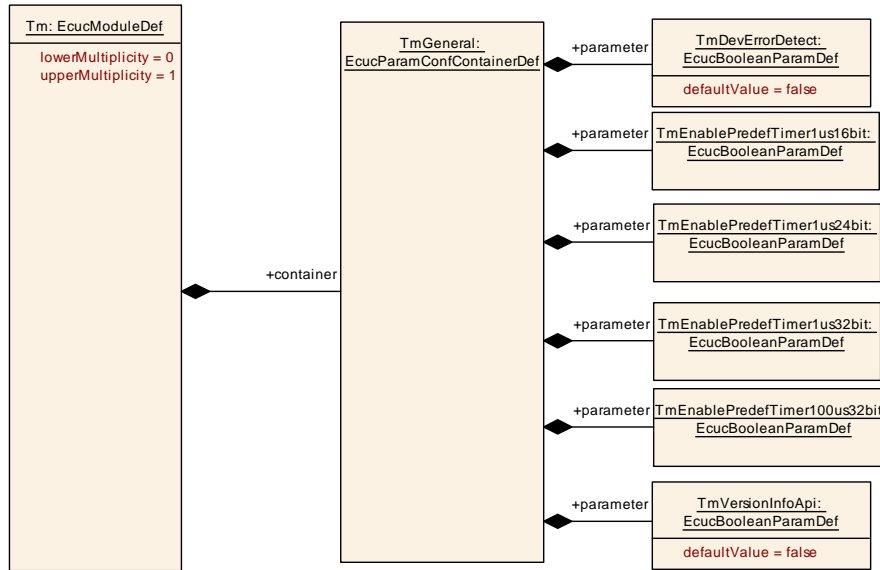 Tm: EcucModuleDef
lowerMultiplicity = 0
upperMultiplicity = 1
+container
TmGeneral:
EcucParamConfContainerDef
+parameter
TmDevErrorDetect:
EcucBooleanParamDef
defaultValue = false
+parameter
TmEnablePredefTimer1us16bit:
EcucBooleanParamDef
+parameter
TmEnablePredefTimer1us24bit:
EcucBooleanParamDef
+parameter
TmEnablePredefTimer1us32bit:
EcucBooleanParamDef
+parameter
TmEnablePredefTimer100us32bit
EcucBooleanParamDef
+parameter
TmVersionInfoApi:
EcucBooleanParamDef
defaultValue = false